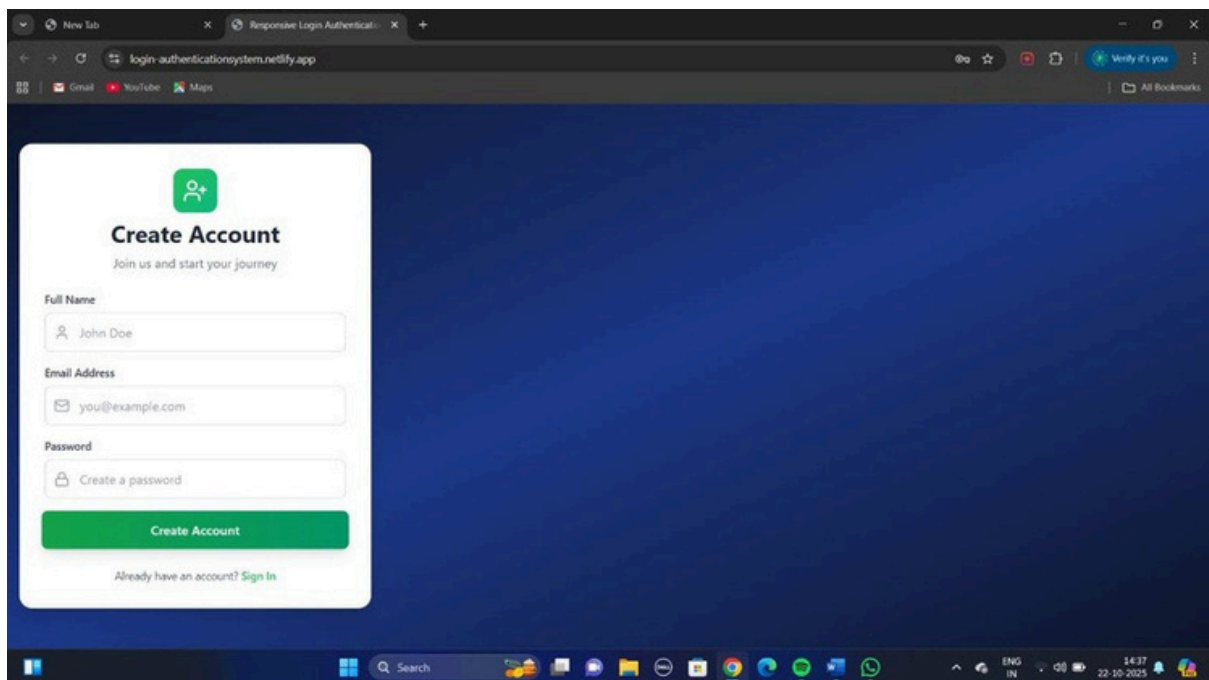 New Tab
Responsive Login Authenticatio
login-authenticationsystem.netlify.app
Verify it's you
Gmail
YouTube
Maps
All Bookmarks
Create Account
Join us and start your journey
Full Name
John Doe
Email Address
you@example.com
Password
Create a password
Create Account
Already have an account? Sign In
Search
DELL
ENG
IN
14:37
22-10-2025